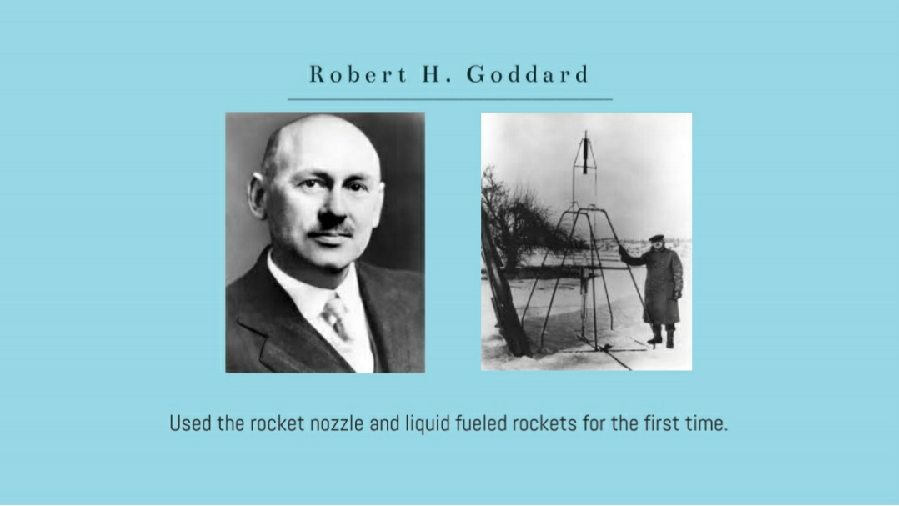 Robert H. Goddard
Used the rocket nozzle and liquid fueled rockets for the first time.